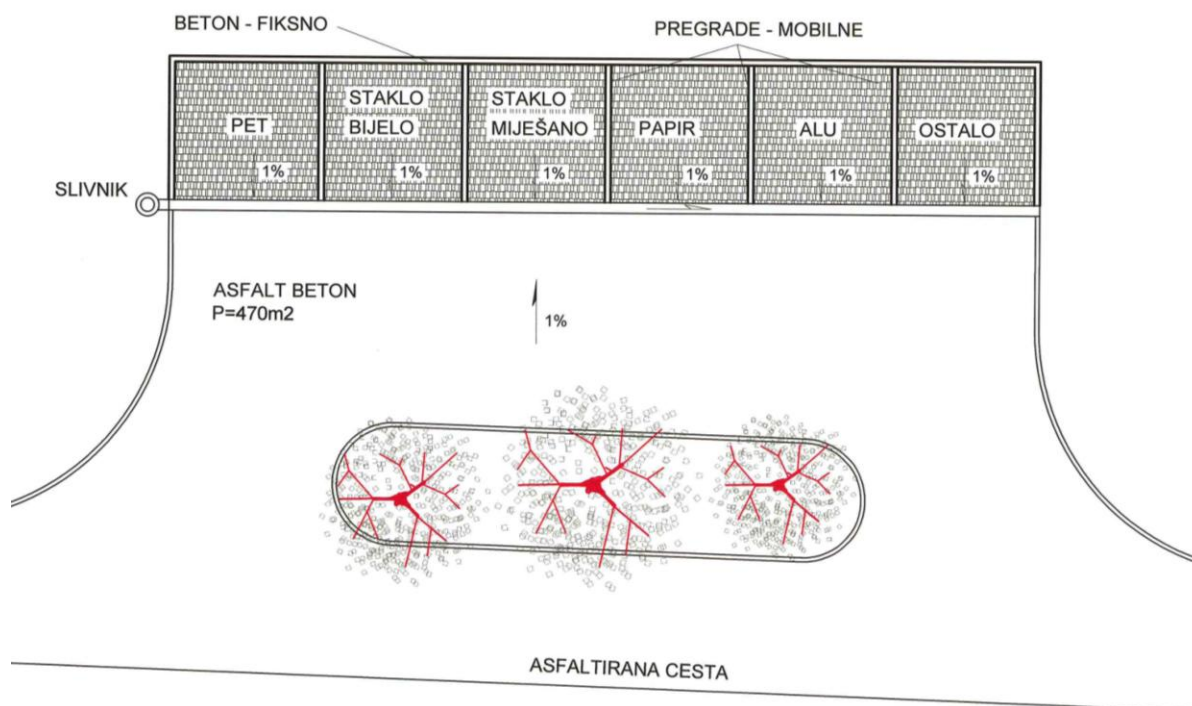 BETON - FIKSNO
PREGRADE - MOBILNE
PET
STAKLO
BIJELO
STAKLO
MIJEŠANO
PAPIR
ALU
OSTALO
1%
1%
1%
1%
1%
1%
SLIVNIK
ASFALT BETON
P=470m2
1%
ASFALTIRANA CESTA